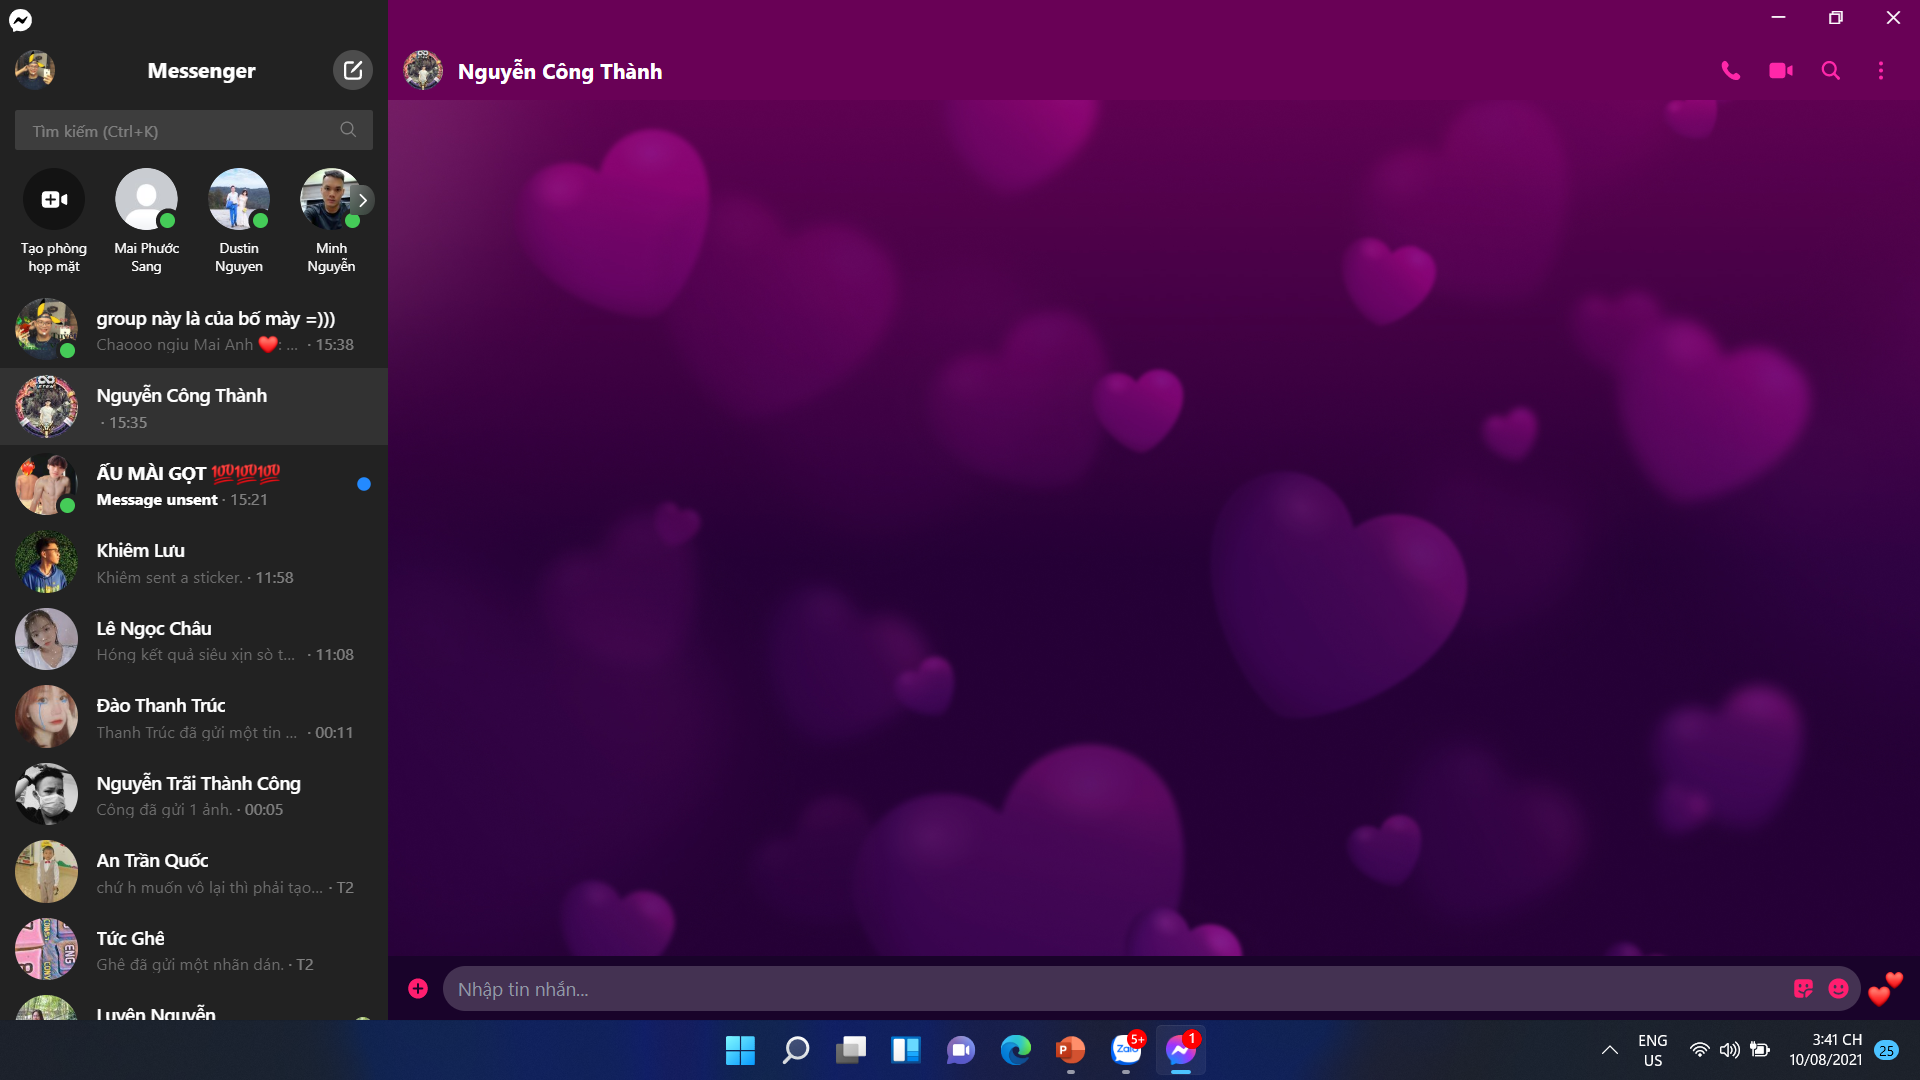 Messenger
Tìm kiếm (Ctrl+K)
Tạo phòng họp mặt
Mai Phước Sang
Dustin Nguyen
Minh Nguyễn
group này là của bố mày =)))
Chaooo ngiu Mai Anh ❤️: ... · 15:38
Nguyễn Công Thành
· 15:35
ẤU MÀI GỌT 💯💯💯
Message unsent · 15:21
Khiêm Lưu
Khiêm sent a sticker. · 11:58
Lê Ngọc Châu
Hóng kết quả siêu xịn sò t... · 11:08
Đào Thanh Trúc
Thanh Trúc đã gửi một tin ... · 00:11
Nguyễn Trãi Thành Công
Công đã gửi 1 ảnh. · 00:05
An Trần Quốc
chứ h muốn vô lại thì phải tạo... · T2
Tức Ghê
Ghê đã gửi một nhãn dán. · T2
Luyên Nguyễn
Nguyễn Công Thành
Nhập tin nhắn...
Zalo
5+
1
ENG
US
3:41 CH
10/08/2021
25